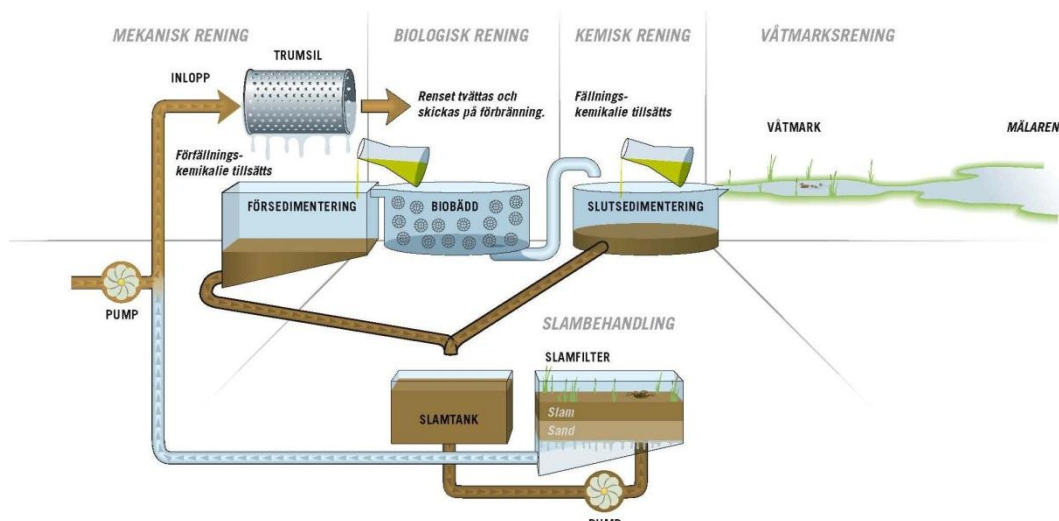 MEKANISK RENING
BIOLOGISK RENING
KEMISK RENING
VÅTMARKSRENING
TRUMSIL
INLOPP
Renset tvättas och
skickas på förbränning.
Fällnings-
kemikalie tillsätts
VÅTMARK
MÄLAREN
Förfällnings-
kemikalie tillsätts
FÖRSEDIMENTERING
BIOBÄDD
SLUTSEDIMENTERING
PUMP
SLAMBEHANDLING
SLAMFILTER
SLAMTANK
Slam
Sand
PUMP